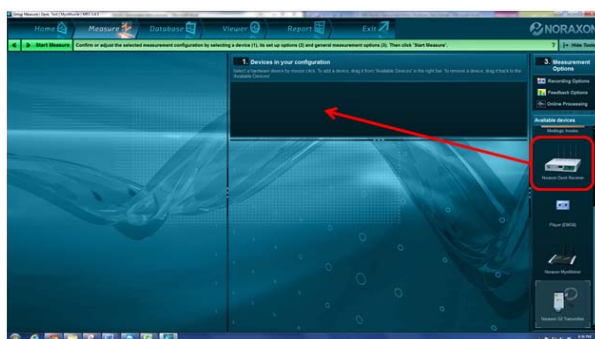 Home Measure Database Viewer Report Exit NORAXON
Start Measure Confirm or adjust the selected measurement configuration by selecting a device (1), its set up options (2) and general measurement options (3). Then click 'Start Measure'. ? Hide Tools
1. Devices in your configuration
Select a hardware device by mouse click. To add a device, drag it from 'Available Devices' in the right bar. To remove a device, drag it back to the
'Available Devices'
3. Measurement
Options
Recording Options
Feedback Options
Online Processing
Available devices
Noraxon Desk Receiver
Noraxon MyoMotion